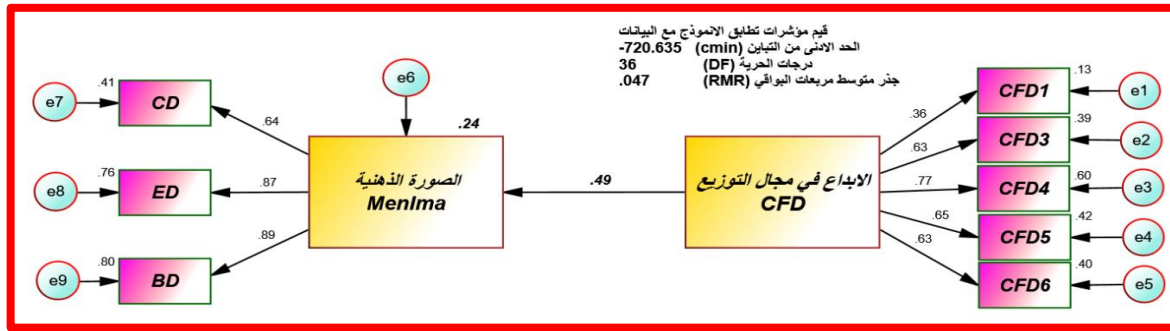 قيم مؤشرات تطابق الانموذج مع البيانات
الحد الادنى من التباين (cmin) -720.635
درجات الحرية (DF) 36
جذر متوسط مربعات البواقي (RMR) .047
e7
.41
CD
.64
e8
.76
ED
.87
e9
.80
BD
.89
e6
.24
الصورة الذهنية
MenIma
.49
الابداع في مجال التوزيع
CFD
.36
CFD1
.13
e1
.63
CFD3
.39
e2
.77
CFD4
.60
e3
.65
CFD5
.42
e4
.63
CFD6
.40
e5